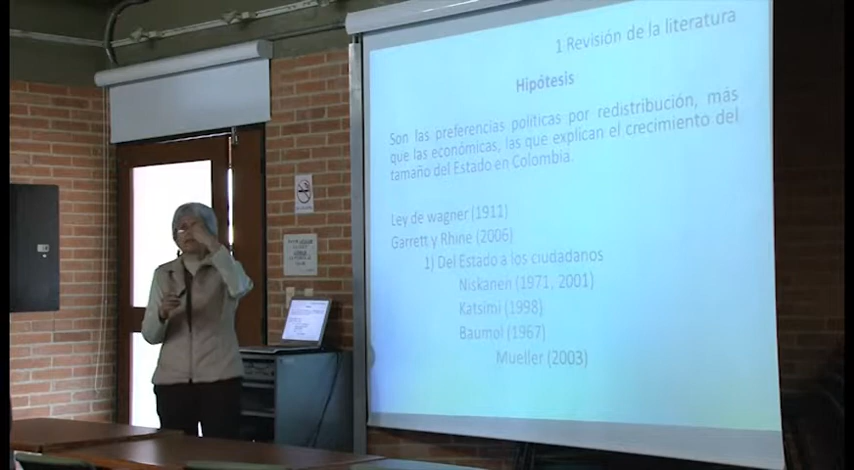 1 Revisión de la literatura
Hipótesis
Son las preferencias políticas por redistribución, más
que las económicas, las que explican el crecimiento del
tamaño del Estado en Colombia.
Ley de wagner (1911)
Garrett y Rhine (2006)
1) Del Estado a los ciudadanos
Niskanen (1971, 2001)
Katsimi (1998)
Baumol (1967)
Mueller (2003)